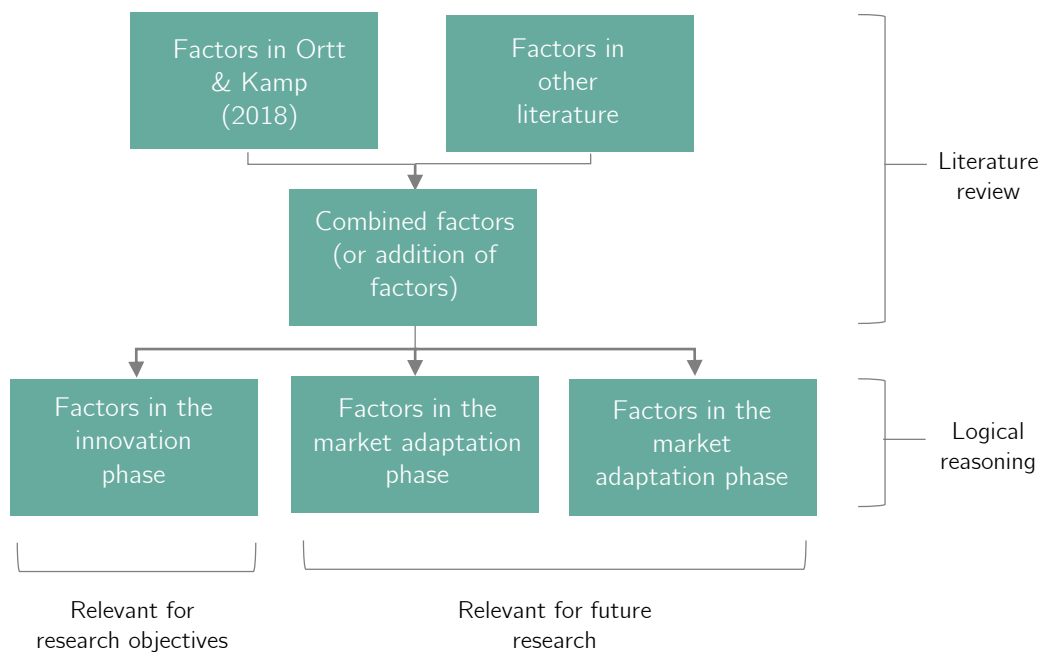 Factors in Ortt
& Kamp
(2018)
Factors in
other
literature
Literature
review
Combined factors
(or addition of
factors)
Factors in the
innovation
phase
Factors in the
market adaptation
phase
Factors in the
market
adaptation phase
Logical
reasoning
Relevant for
research objectives
Relevant for future
research